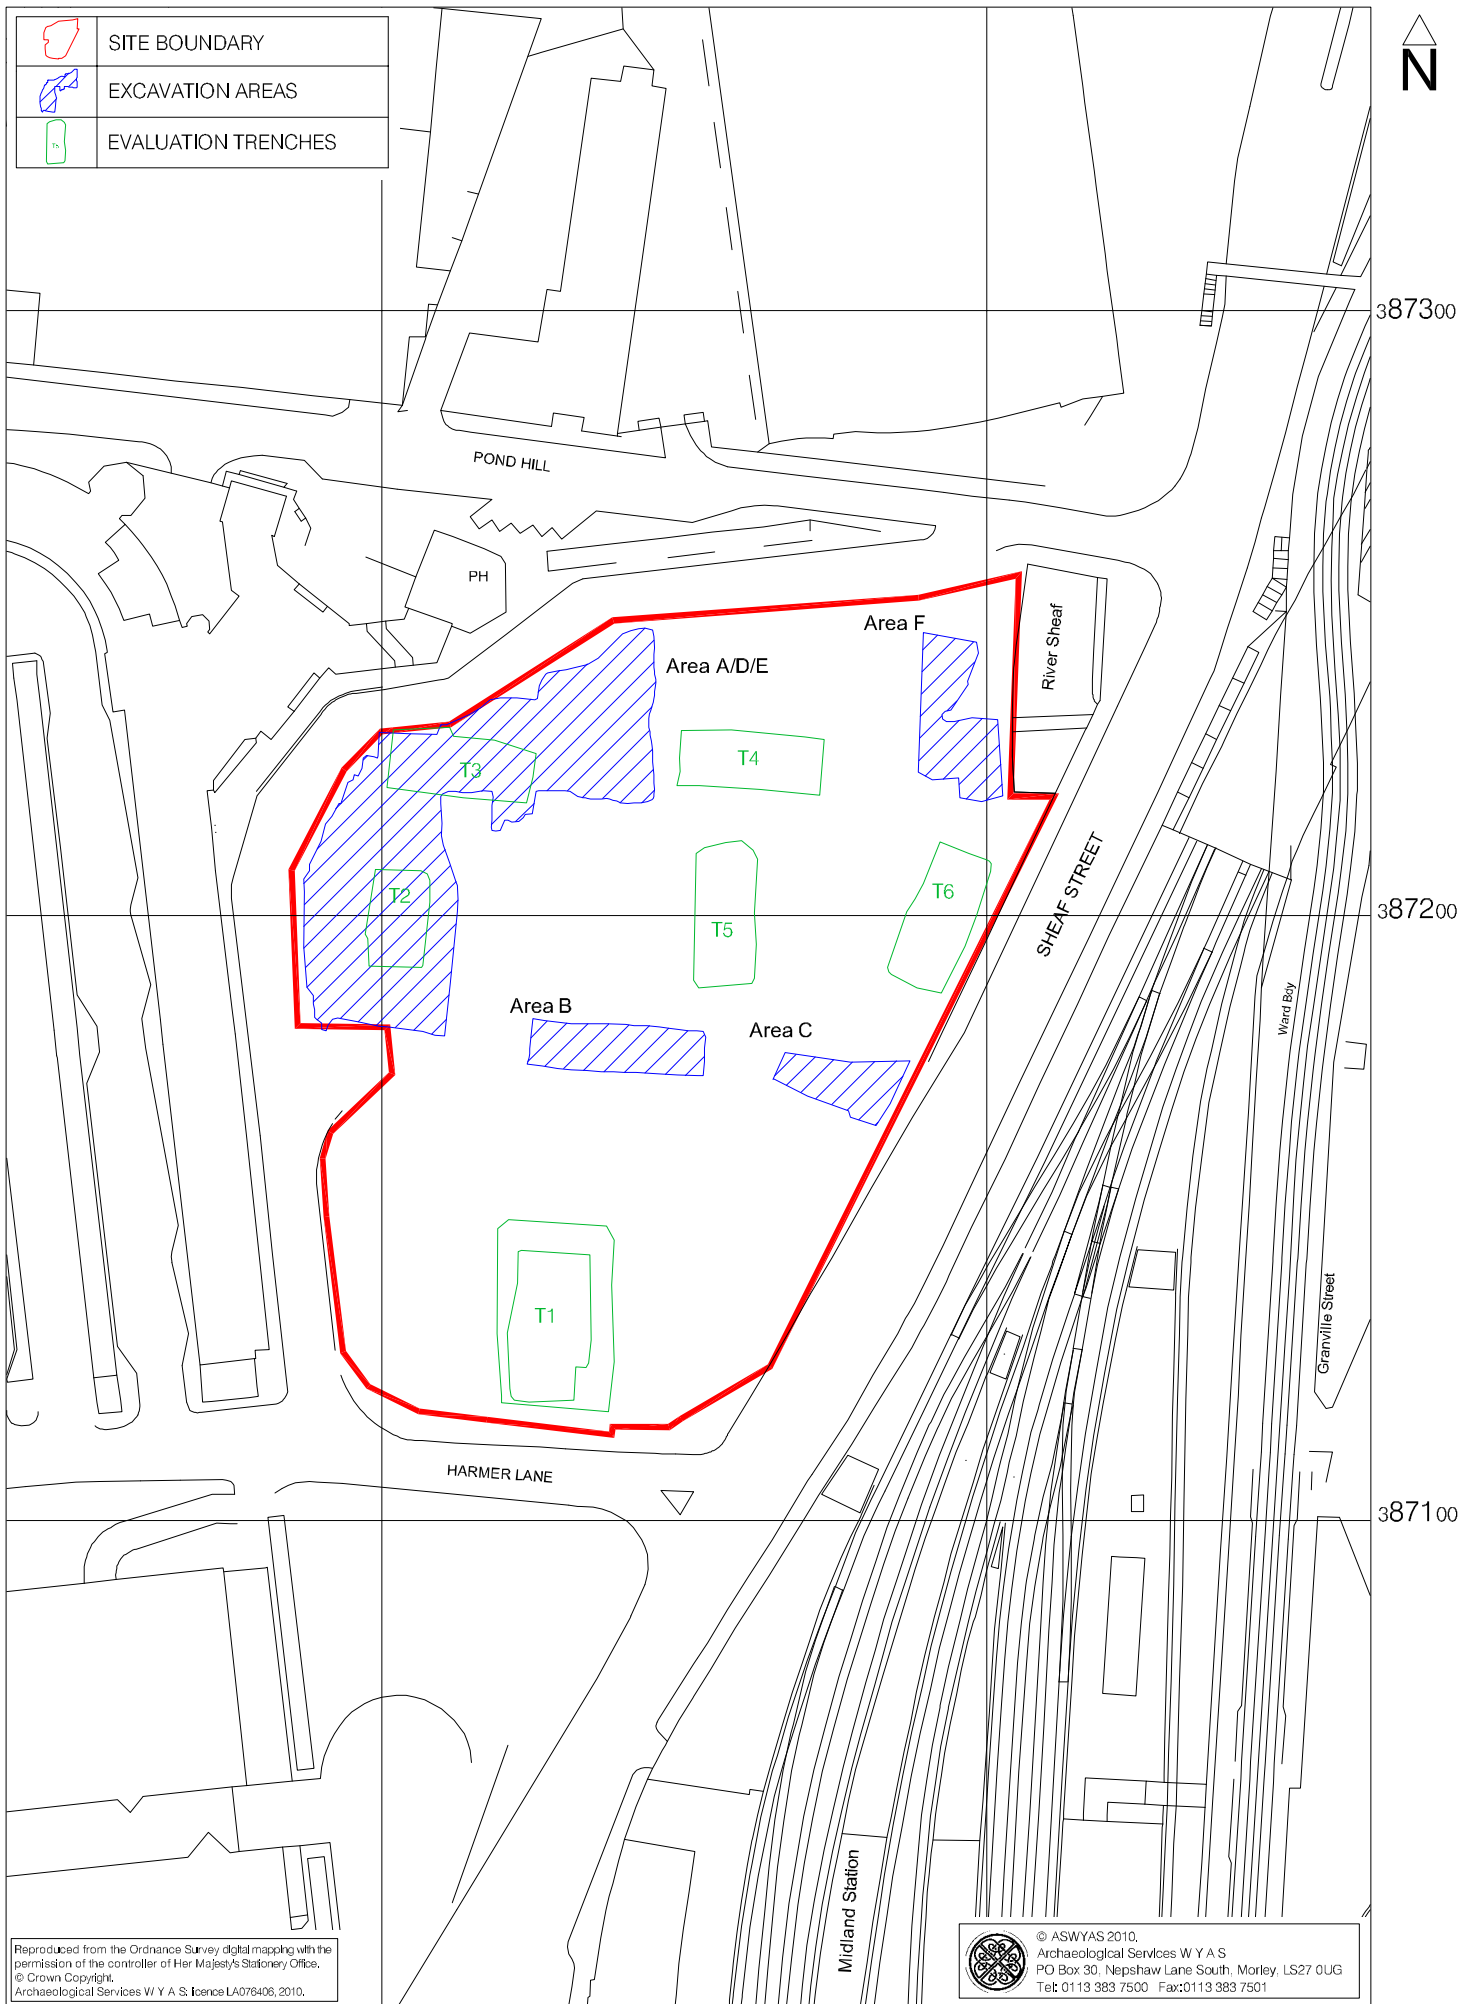 SITE BOUNDARY
EXCAVATION AREAS
T5
EVALUATION TRENCHES
N
387300
POND HILL
PH
River Sheaf
Area F
Area A/D/E
T3
T4
T2
T5
T6
SHEAF STREET
387200
Area B
Area C
Ward Bdy
T1
Granville Street
HARMER LANE
387100
Midland Station
Reproduced from the Ordnance Survey digital mapping with the
permission of the controller of Her Majesty's Stationery Office.
© Crown Copyright.
Archaeological Services W Y A S: licence LA076406, 2010.
© ASWYAS 2010.
Archaeological Services W Y A S
PO Box 30, Nepshaw Lane South, Morley, LS27 0UG
Tel: 0113 383 7500 Fax:0113 383 7501